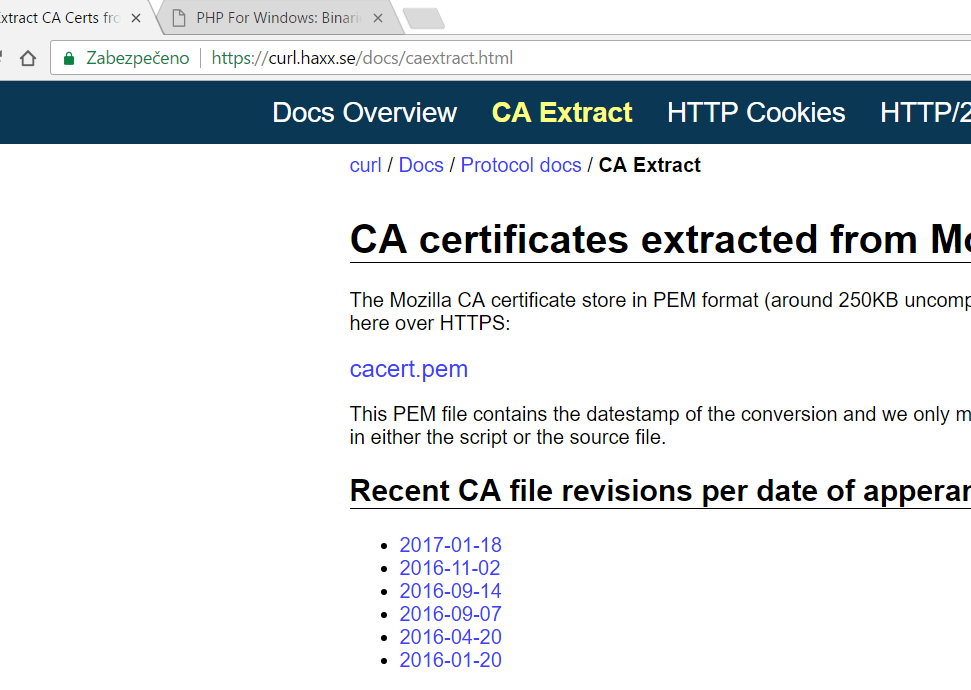 xtract CA Certs fro
PHP For Windows: Binari
Zabezpečeno https://curl.haxx.se/docs/caextract.html
Docs Overview CA Extract HTTP Cookies HTTP/2
curl / Docs / Protocol docs / CA Extract
CA certificates extracted from Mo
The Mozilla CA certificate store in PEM format (around 250KB uncomp
here over HTTPS:
cacert.pem
This PEM file contains the datestamp of the conversion and we only m
in either the script or the source file.
Recent CA file revisions per date of apperan
2017-01-18
2016-11-02
2016-09-14
2016-09-07
2016-04-20
2016-01-20